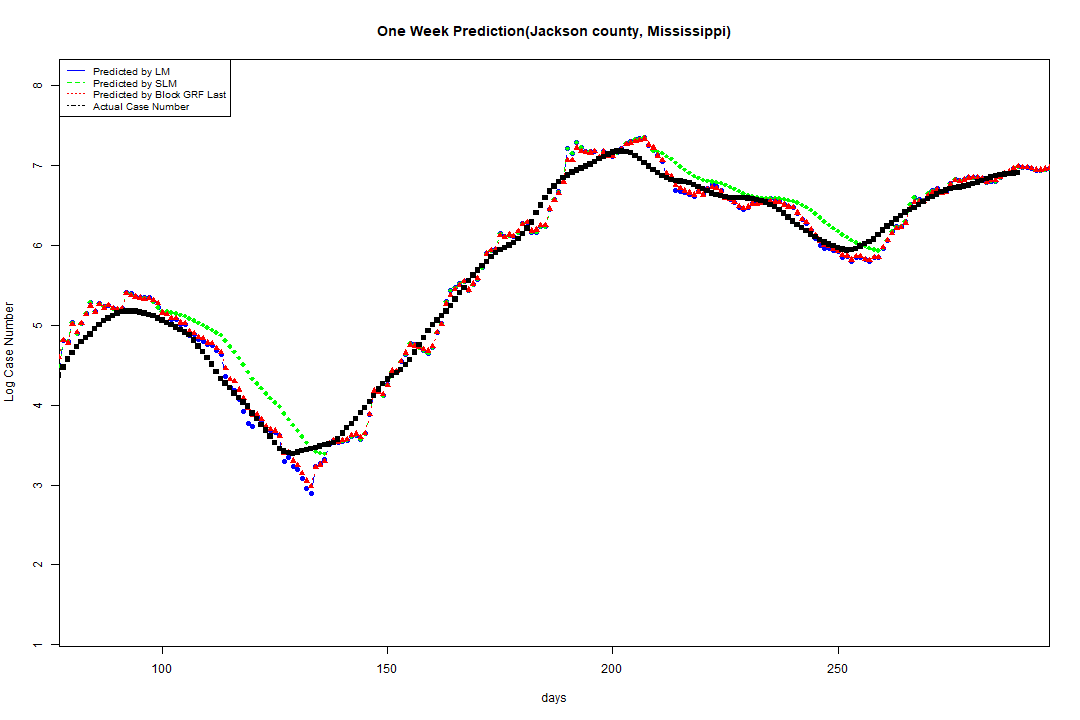 One Week Prediction(Jackson county, Mississippi)
Predicted by LM
Predicted by SLM
Predicted by Block GRF Last
Actual Case Number
8
7
6
5
4
3
2
1
Log Case Number
100 150 200 250
days